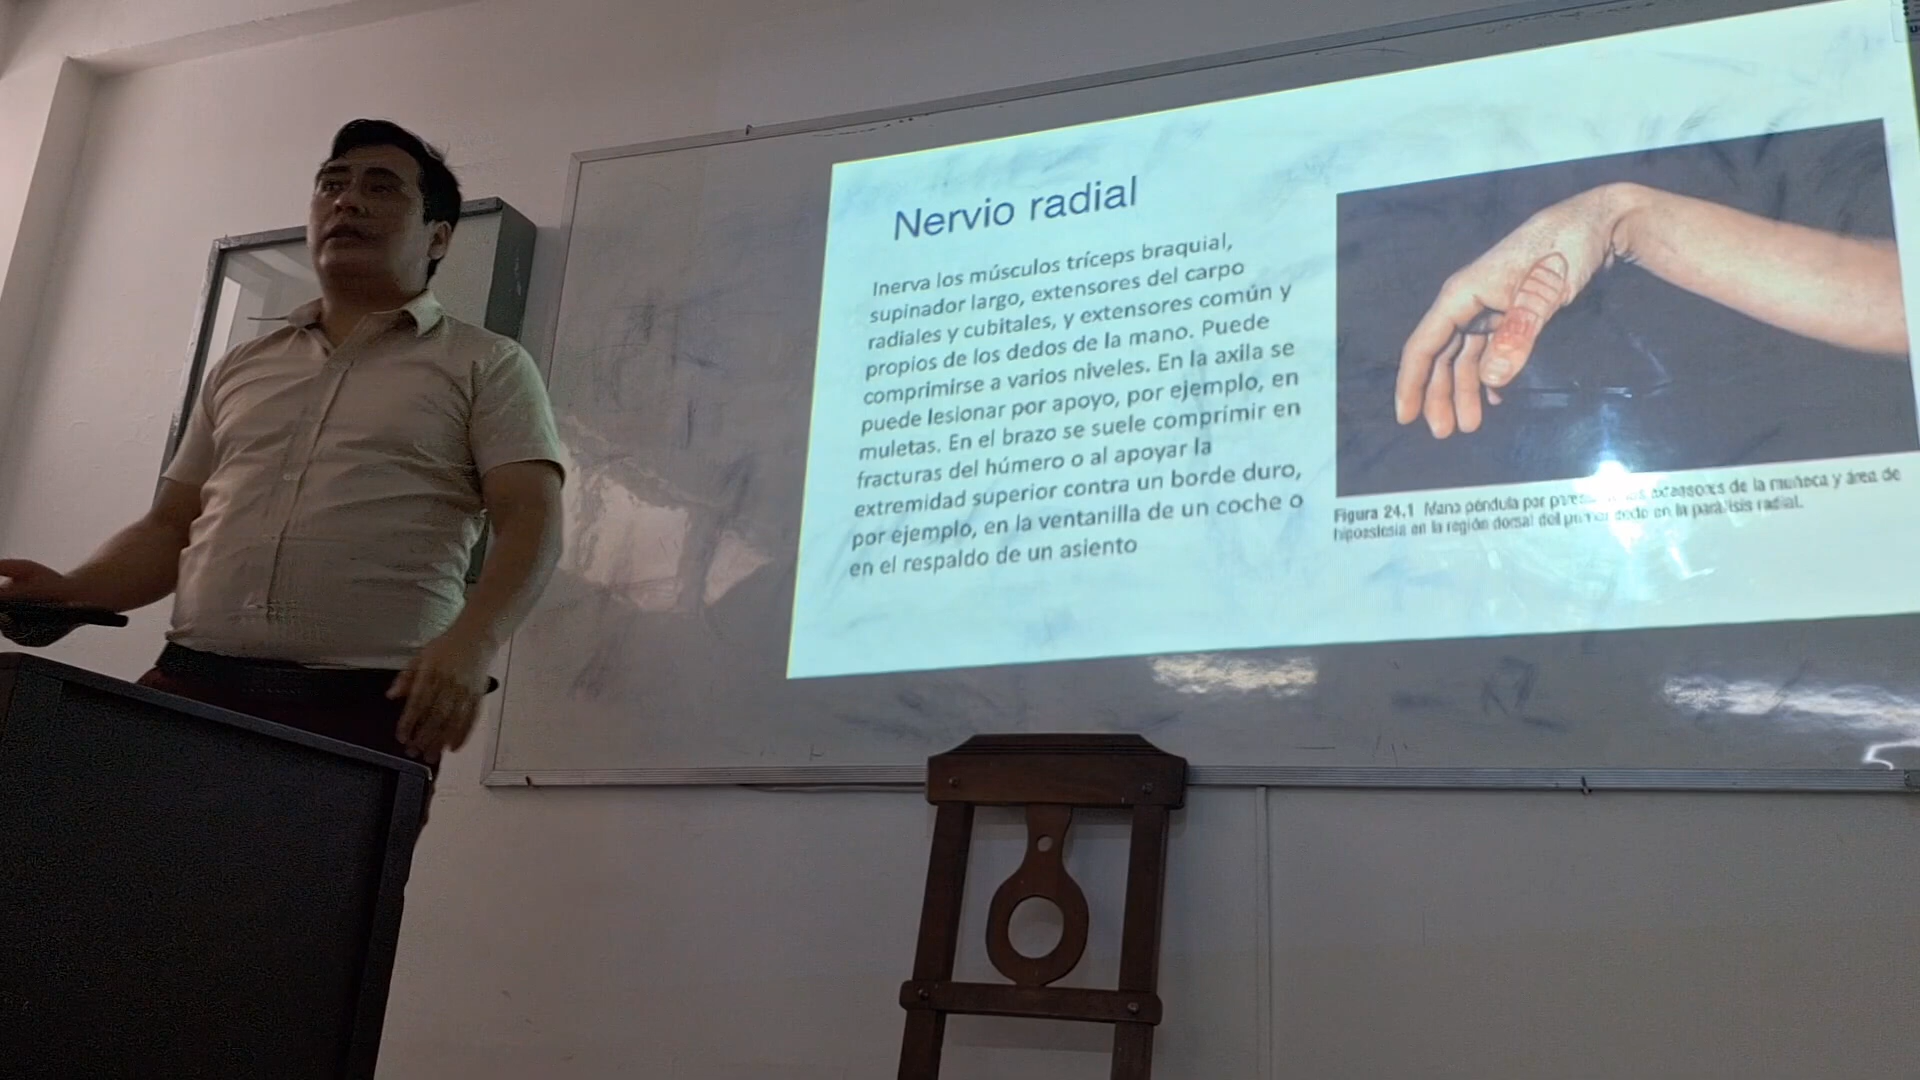 Nervio radial
Inerva los músculos tríceps braquial,
supinador largo, extensores del carpo
radiales y cubitales, y extensores común y
propios de los dedos de la mano. Puede
comprimirse a varios niveles. En la axila se
puede lesionar por apoyo, por ejemplo, en
muletas. En el brazo se suele comprimir en
fracturas del húmero o al apoyar la
extremidad superior contra un borde duro,
por ejemplo, en la ventanilla de un coche o
en el respaldo de un asiento
Figura 24.1 Mano péndula por extensores de la muñeca y área de
hipoestesia en la región dorsal del dedo en la parálisis radial.